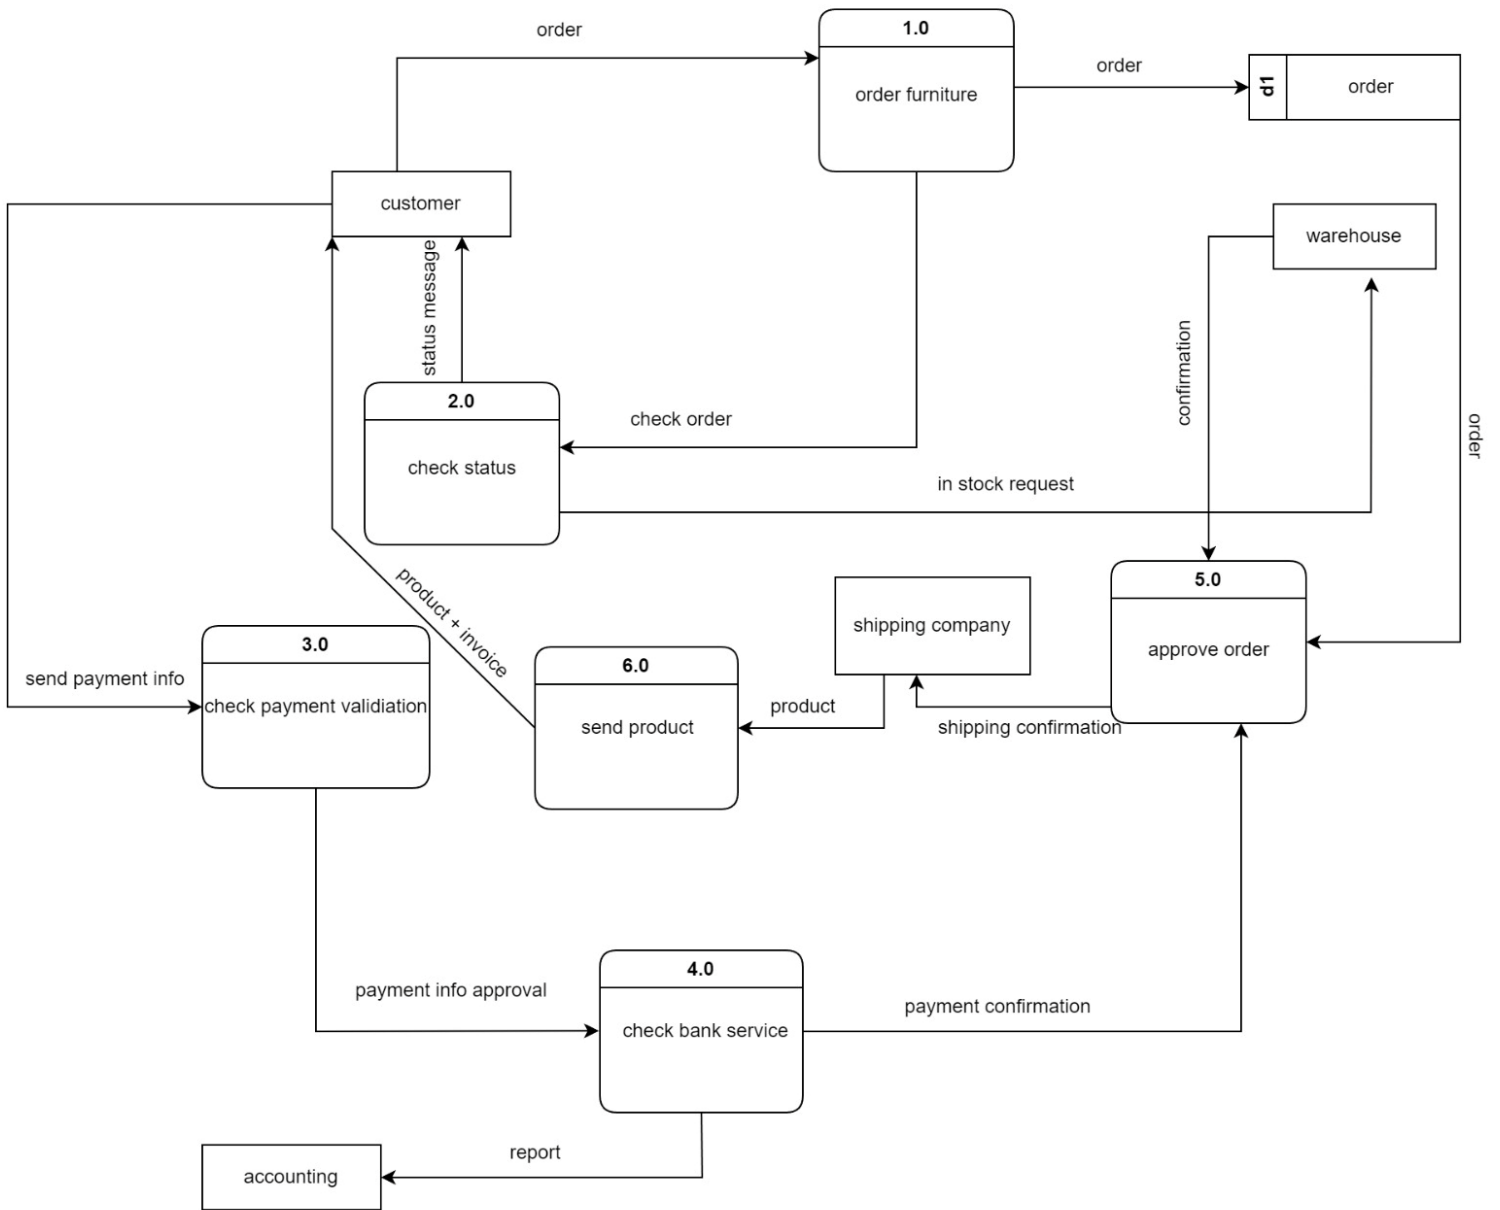 order
1.0
order furniture
order
d1
order
customer
warehouse
status message
confirmation
order
2.0
check status
check order
in stock request
product + invoice
5.0
approve order
shipping company
3.0
check payment validiation
send payment info
6.0
send product
product
shipping confirmation
4.0
check bank service
payment info approval
payment confirmation
report
accounting